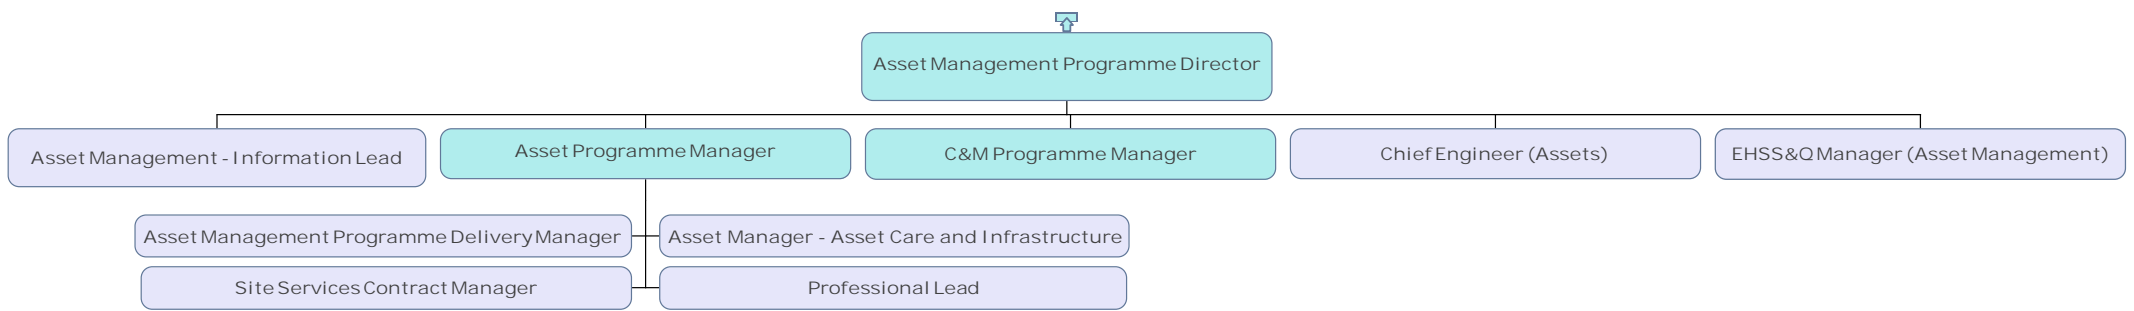 Asset Management Programme Director
Asset Management - Information Lead
Asset Programme Manager
C&M Programme Manager
Chief Engineer (Assets)
EHSS&Q Manager (Asset Management)
Asset Management Programme Delivery Manager
Asset Manager - Asset Care and Infrastructure
Site Services Contract Manager
Professional Lead